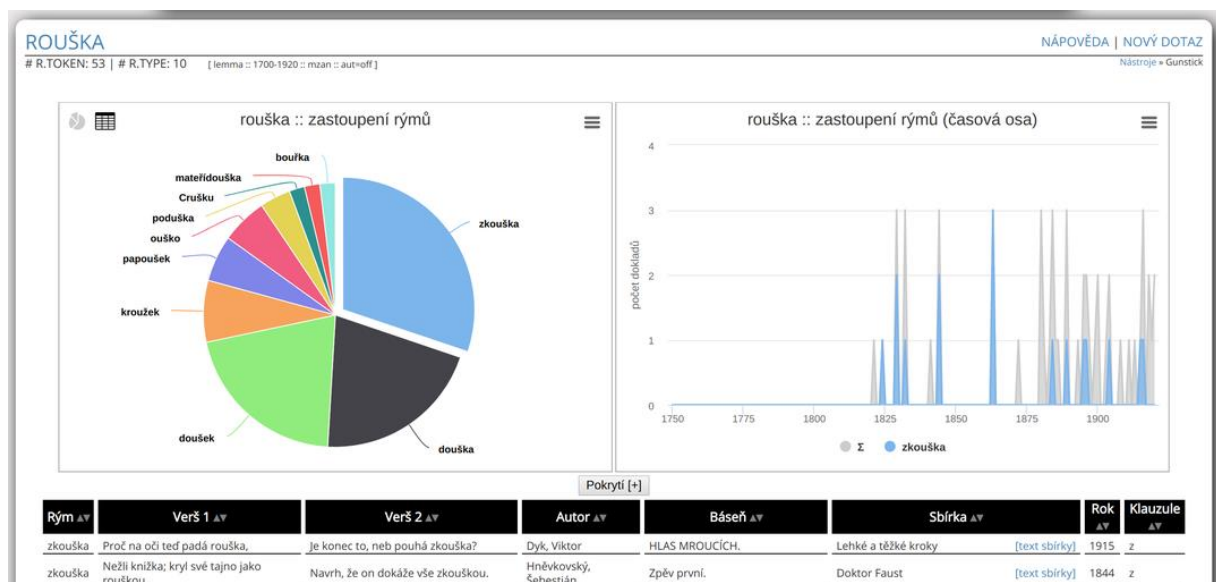 ROUŠKA
NÁPOVĚDA | NOVÝ DOTAZ
# R.TOKEN: 53 | # R.TYPE: 10 [ lemma :: 1700-1920 :: mzan :: aut=off ]
Nástroje » Gunstick
rouška :: zastoupení rýmů
bouřka
mateřídouška
Crušku
poduška
ouško
papoušek
kroužek
doušek
douška
zkouška
rouška :: zastoupení rýmů (časová osa)
počet dokladů
4
3
2
1
0
1750 1775 1800 1825 1850 1875 1900
Σ zkouška
Pokrytí [+]
Rým Verš 1 Verš 2 Autor Báseň Sbírka Rok Klauzule
zkouška Proč na oči teď padá rouška, Je konec to, neb pouhá zkouška? Dyk, Viktor HLAS MROUCÍCH. Lehké a těžké kroky [text sbírky] 1915 z
zkouška Nežli knížka; kryl své tajno jako rouškou Navrh, že on dokáže vše zkouškou. Hněvkovský, Šebestián Zpěv první. Doktor Faust [text sbírky] 1844 z